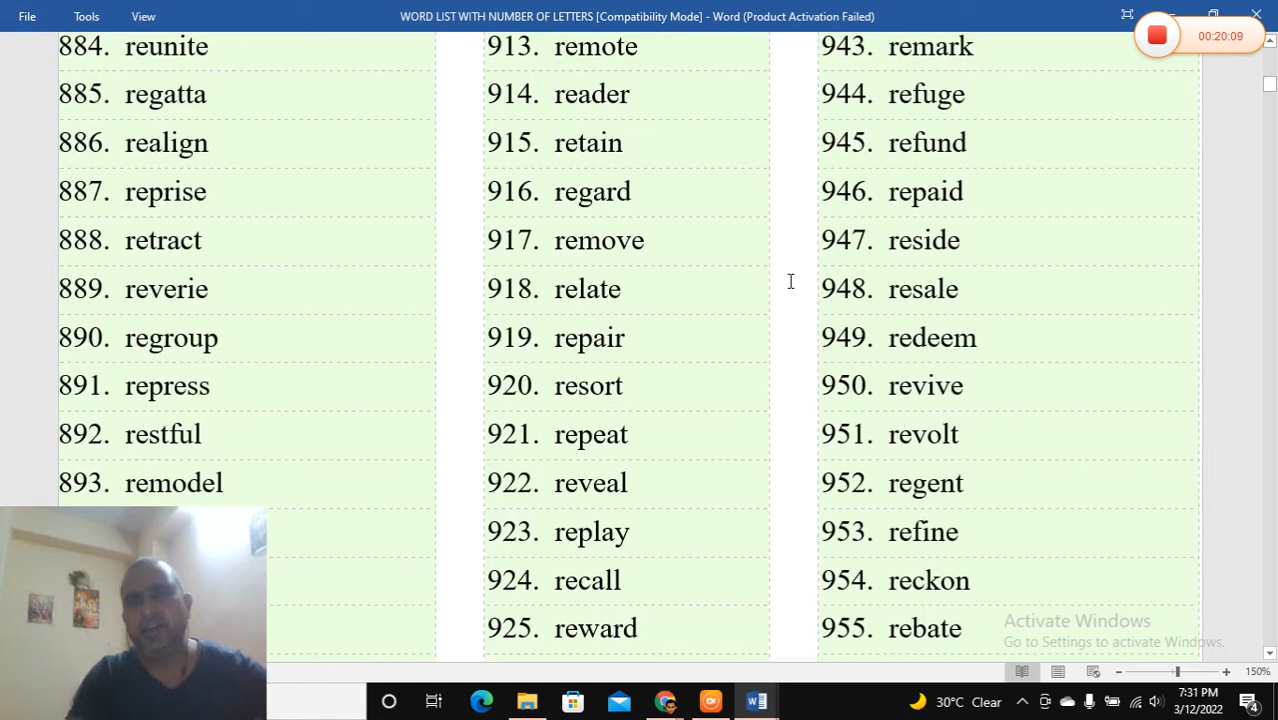 File Tools View WORD LIST WITH NUMBER OF LETTERS [Compatibility Mode] - Word (Product Activation Failed)
00:20:09
884. reunite
885. regatta
886. realign
887. reprise
888. retract
889. reverie
890. regroup
891. repress
892. restful
893. remodel
913. remote
914. reader
915. retain
916. regard
917. remove
918. relate
919. repair
920. resort
921. repeat
922. reveal
923. replay
924. recall
925. reward
943. remark
944. refuge
945. refund
946. repaid
947. reside
948. resale
949. redeem
950. revive
951. revolt
952. regent
953. refine
954. reckon
955. rebate
Activate Windows
Go to Settings to activate Windows.
150%
30°C Clear
7:31 PM
3/12/2022
4